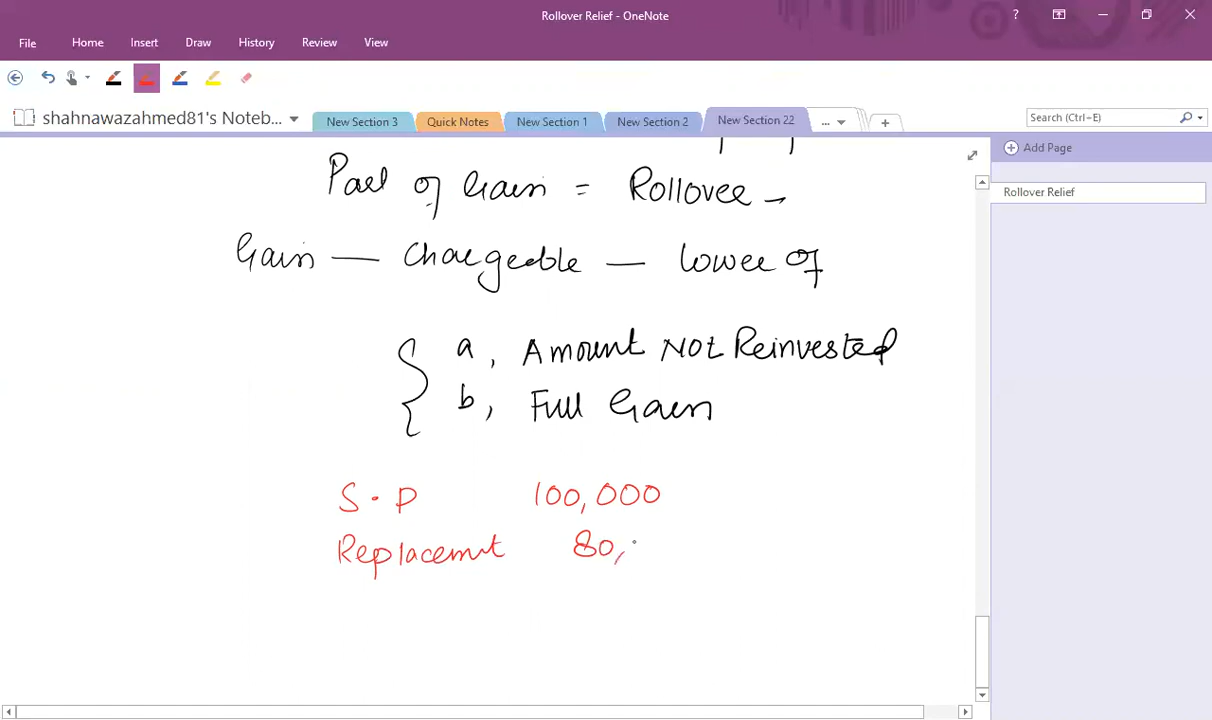 Rollover Relief - OneNote
?
File Home Insert Draw History Review View
shahnawazahmed81's Noteb... New Section 3 Quick Notes New Section 1 New Section 2 New Section 22 ... + Search (Ctrl+E)
Add Page
Rollover Relief
Part of Gain = Rollover -
Gain — Chargeable — Lower of
a, Amount Not Reinvested
b, Full Gain
S.P 100,000
Replacemnt 80,